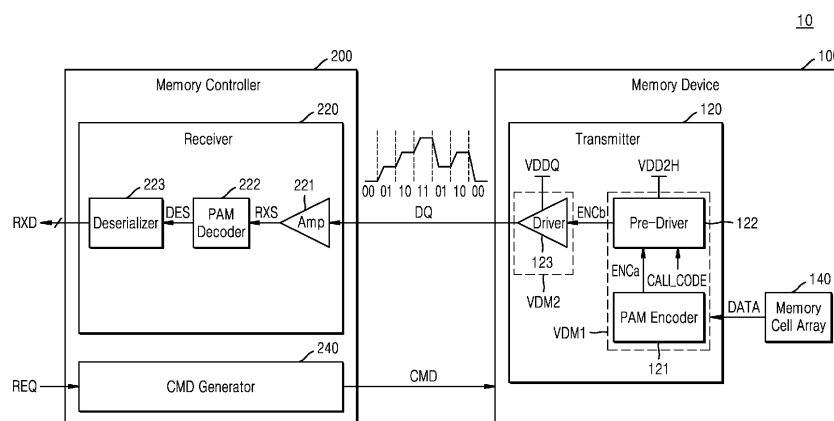 10
200
Memory Controller
220
Receiver
223
Deserializer
DES
222
PAM
Decoder
RXS
221
Amp
RXD
00 01 10 11 01 10 00
DQ
240
CMD Generator
REQ
CMD
Memory Device
120
Transmitter
VDDQ
Driver
123
VDM2
ENCb
VDD2H
Pre-Driver
122
ENCa
CALI_CODE
PAM Encoder
121
VDM1
DATA
140
Memory
Cell Array